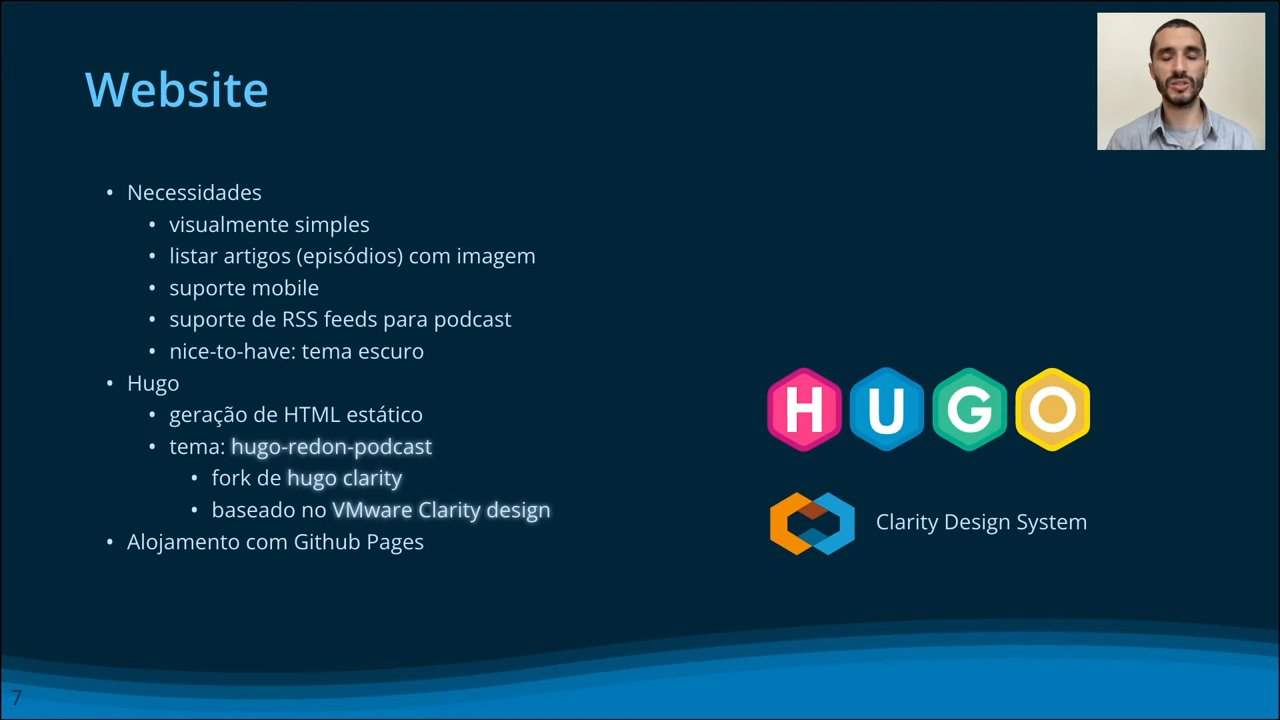 Website
• Necessidades
• visualmente simples
• listar artigos (episódios) com imagem
• suporte mobile
• suporte de RSS feeds para podcast
• nice-to-have: tema escuro
• Hugo
• geração de HTML estático
• tema: hugo-redon-podcast
• fork de hugo clarity
• baseado no VMware Clarity design
• Alojamento com Github Pages
HUGO
Clarity Design System
7